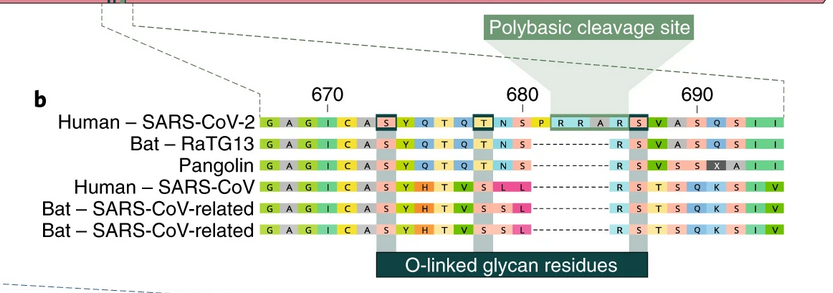 Polybasic cleavage site
b
670 680 690
Human – SARS-CoV-2 G A G I C A S Y Q T Q T N S P R R A R S V A S Q S I I
Bat – RaTG13 G A G I C A S Y Q T Q T N S - - - - R S V A S Q S I I
Pangolin G A G I C A S Y Q T Q T N S - - - - R S V S S X A I I
Human – SARS-CoV G A G I C A S Y H T V S L L - - - - R S T S Q K S I V
Bat – SARS-CoV-related G A G I C A S Y H T V S S L - - - - R S T S Q K S I V
Bat – SARS-CoV-related G A G I C A S Y H T V S S L - - - - R S T S Q K S I V
O-linked glycan residues